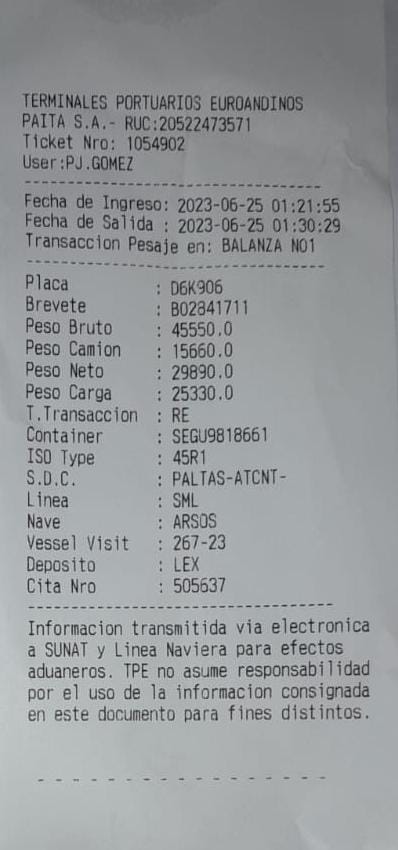 TERMINALES PORTUARIOS EUROANDINOS
PAITA S.A.- RUC:20522473571
Ticket Nro: 1054902
User:PJ.GOMEZ
--------------------------------
Fecha de Ingreso: 2023-06-25 01:21:55
Fecha de Salida : 2023-06-25 01:30:29
Transaccion Pesaje en: BALANZA NO1
--------------------------------
Placa : D6K906
Brevete : B02841711
Peso Bruto : 45550.0
Peso Camion : 15660.0
Peso Neto : 29890.0
Peso Carga : 25330.0
T.Transaccion : RE
Container : SEGU9818661
ISO Type : 45R1
S.D.C. : PALTAS-ATCNT-
Linea : SML
Nave : ARSOS
Vessel Visit : 267-23
Deposito : LEX
Cita Nro : 505637
--------------------------------
Informacion transmitida via electronica
a SUNAT y Linea Naviera para efectos
aduaneros. TPE no asume responsabilidad
por el uso de la informacion consignada
en este documento para fines distintos.
- - - - - - - - - - - - - - - - -